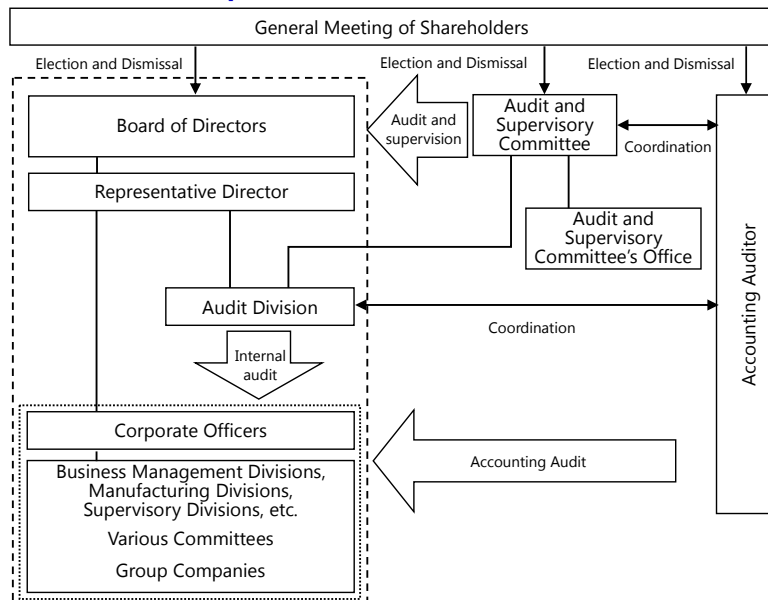 General Meeting of Shareholders
Election and Dismissal
Election and Dismissal
Election and Dismissal
Board of Directors
Audit and
supervision
Audit and
Supervisory
Committee
Coordination
Representative Director
Audit and
Supervisory
Committee's Office
Accounting Auditor
Audit Division
Coordination
Internal
audit
Corporate Officers
Accounting Audit
Business Management Divisions,
Manufacturing Divisions,
Supervisory Divisions, etc.
Various Committees
Group Companies